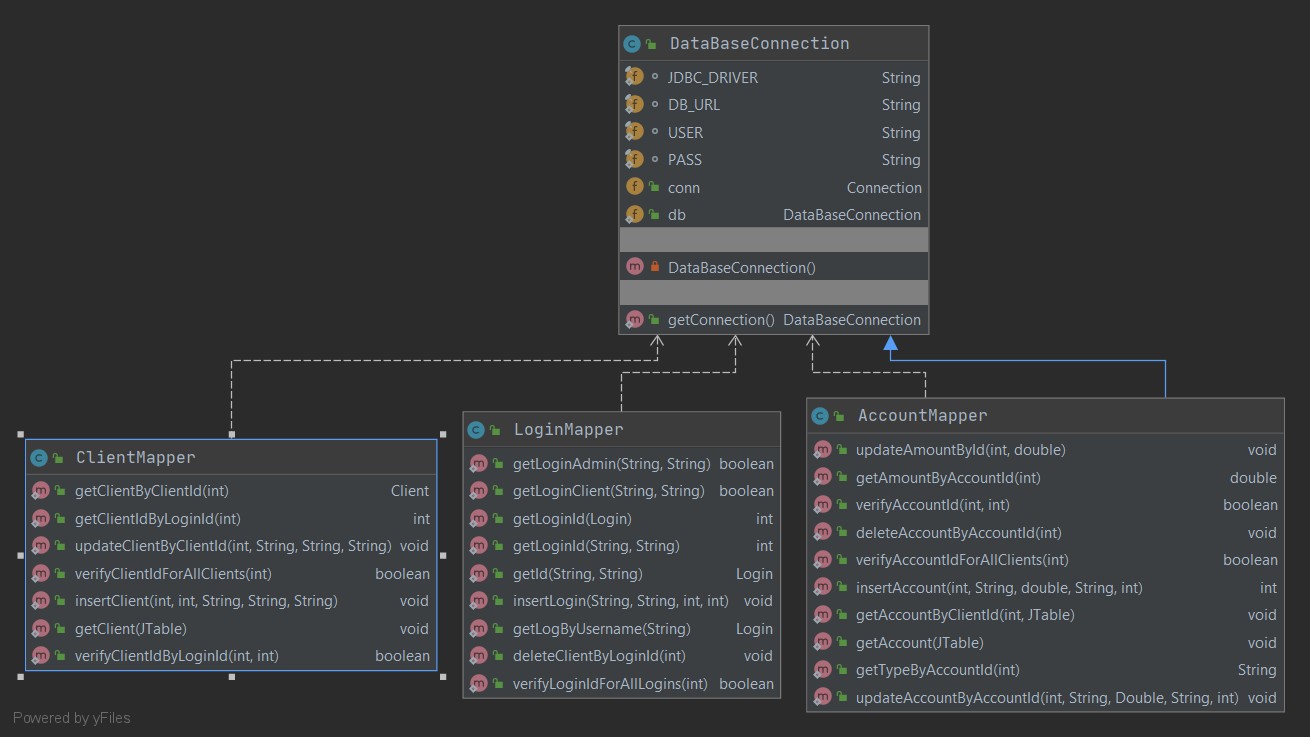 DataBaseConnection
JDBC_DRIVER String
DB_URL String
USER String
PASS String
conn Connection
db DataBaseConnection
DataBaseConnection()
getConnection() DataBaseConnection
ClientMapper
getClientByClientId(int) Client
getClientIdByLoginId(int) int
updateClientByClientId(int, String, String, String) void
verifyClientIdForAllClients(int) boolean
insertClient(int, int, String, String, String) void
getClient(JTable) void
verifyClientIdByLoginId(int, int) boolean
LoginMapper
getLoginAdmin(String, String) boolean
getLoginClient(String, String) boolean
getLoginId(Login) int
getLoginId(String, String) int
getId(String, String) Login
insertLogin(String, String, int, int) void
getLogByUsername(String) Login
deleteClientByLoginId(int) void
verifyLoginIdForAllLogins(int) boolean
AccountMapper
updateAmountById(int, double) void
getAmountByAccountId(int) double
verifyAccountId(int, int) boolean
deleteAccountByAccountId(int) void
verifyAccountIdForAllClients(int) boolean
insertAccount(int, String, double, String, int) int
getAccountByClientId(int, JTable) void
getAccount(JTable) void
getTypeByAccountId(int) String
updateAccountByAccountId(int, String, Double, String, int) void
Powered by yFiles